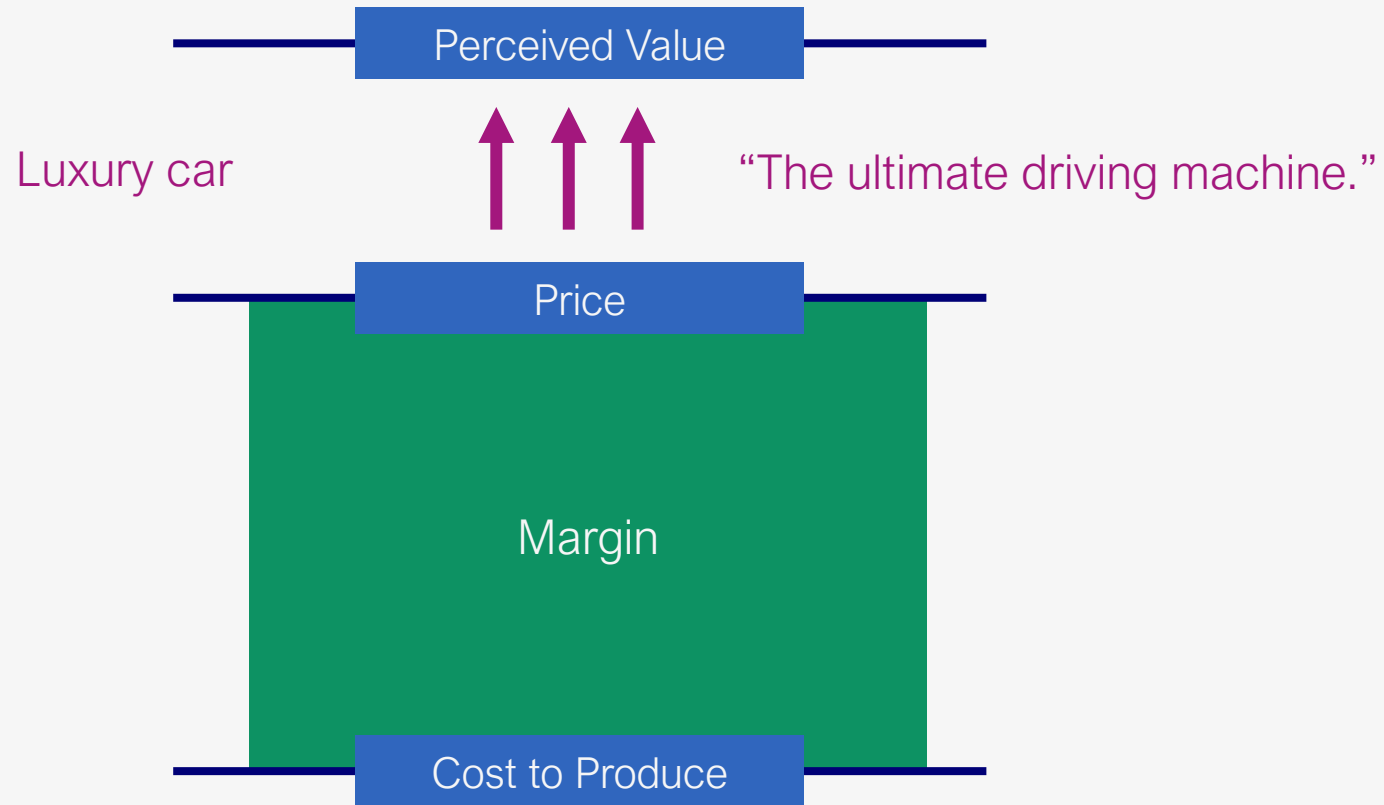 Perceived Value
Luxury car
“The ultimate driving machine.”
Price
Margin
Cost to Produce